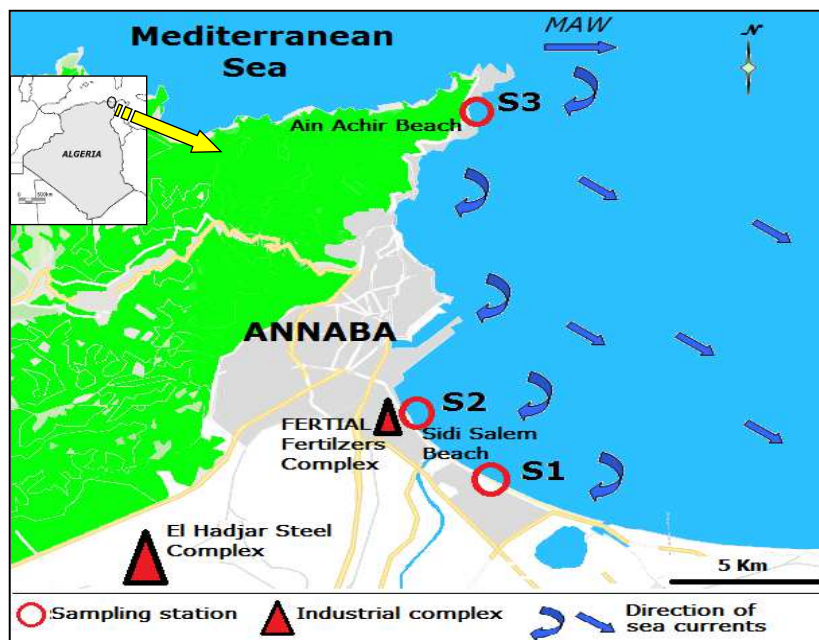 Mediterranean
Sea
MAW
N
S3
Ain Achir Beach
ALGERIA
ANNABA
S2
FERTIAL
Fertilzers
Complex
Sidi Salem
Beach
S1
El Hadjar Steel
Complex
5 Km
Sampling station
Industrial complex
Direction of
sea currents